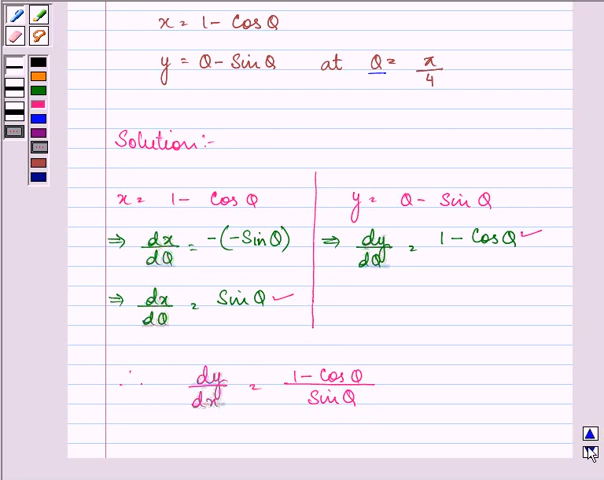 x = 1 - Cos Q
y = Q - Sin Q at Q = π/4
Solution:-
x = 1 - Cos Q
y = Q - Sin Q
⇒ dx/dQ = -(-Sin Q)
⇒ dy/dQ = 1 - Cos Q ✓
⇒ dx/dQ = Sin Q ✓
∴ dy/dx = 1 - Cos Q/Sin Q